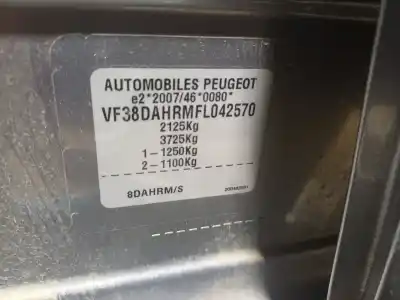 AUTOMOBILES PEUGEOT
e2*2007/46*0080*
VF38DAHRMFL042570
2125Kg
3725Kg
1-1250Kg
2-1100Kg
8DAHRM/S